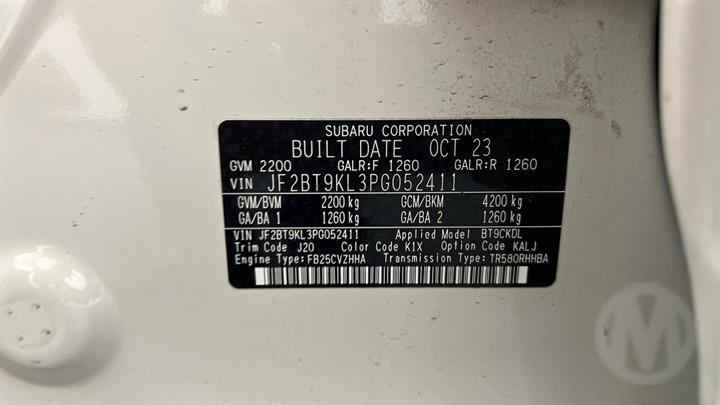 SUBARU CORPORATION
BUILT DATE OCT 23
GVM 2200 GALR:F 1260 GALR:R 1260
VIN JF2BT9KL3PG052411
GVM/BVM 2200 kg GCM/BKM 4200 kg
GA/BA 1 1260 kg GA/BA 2 1260 kg
VIN JF2BT9KL3PG052411 Applied Model BT9CKDL
Trim Code J20 Color Code K1X Option Code KALJ
Engine Type:FB25CVZHHA Transmission Type:TR580RHHBA
M